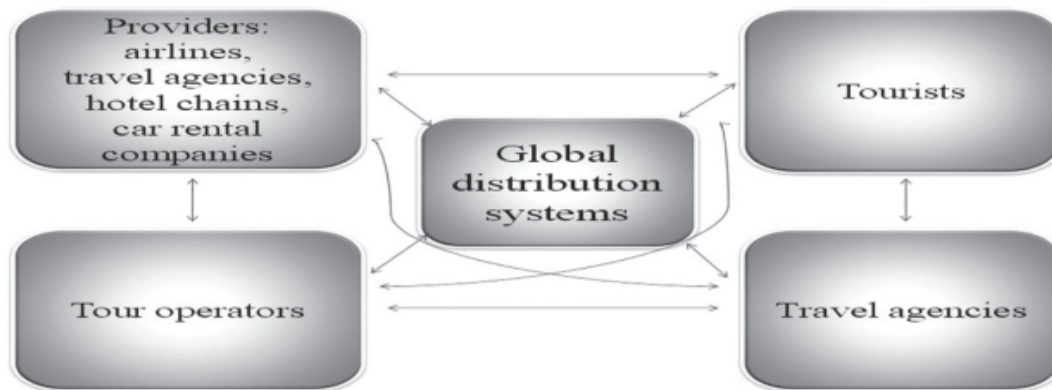 Providers:
airlines,
travel agencies,
hotel chains,
car rental
companies
Tourists
Global
distribution
systems
Tour operators
Travel agencies